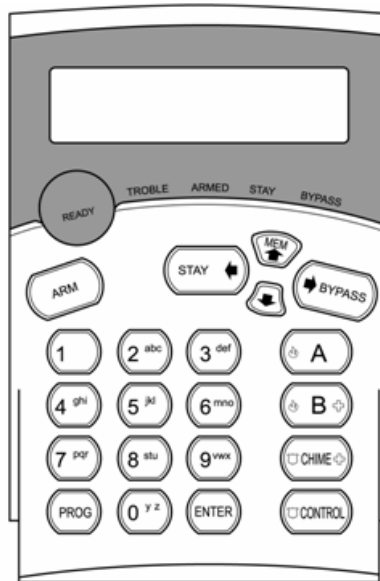 TROBLE ARMED STAY BYPASS
READY
MEM
STAY
BYPASS
ARM
1 2 abc 3 def A
4 ghi 5 jkl 6 mno B
7 pqr 8 stu 9 vwx CHIME
PROG 0 y z ENTER CONTROL